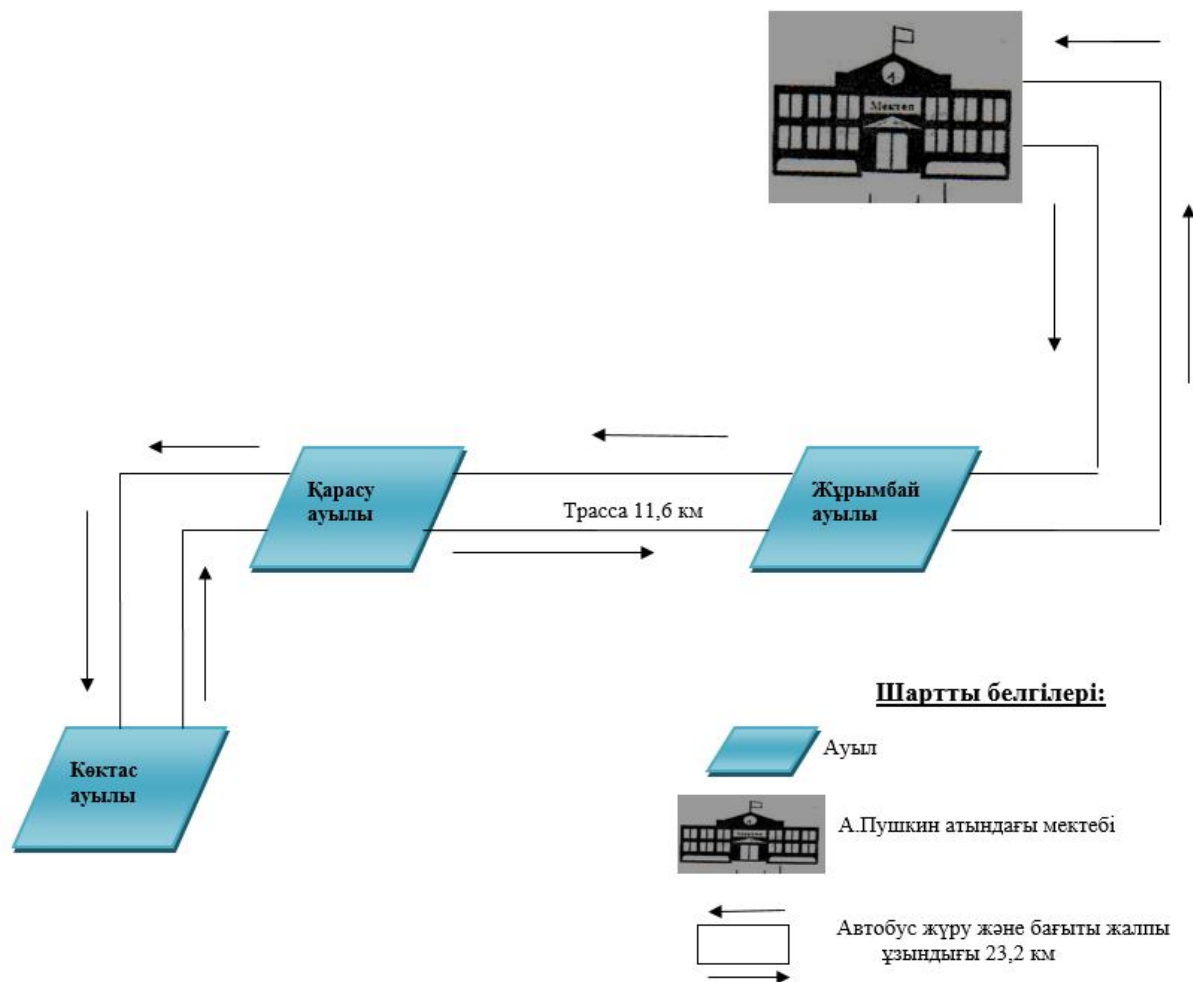 Мектеп
Қарасу
ауылы
Трасса 11,6 км
Жұрымбай
ауылы
Көктас
ауылы
Шартты белгілері:
Ауыл
А.Пушкин атындағы мектебі
Автобус жүру және бағыты жалпы
ұзындығы 23,2 км